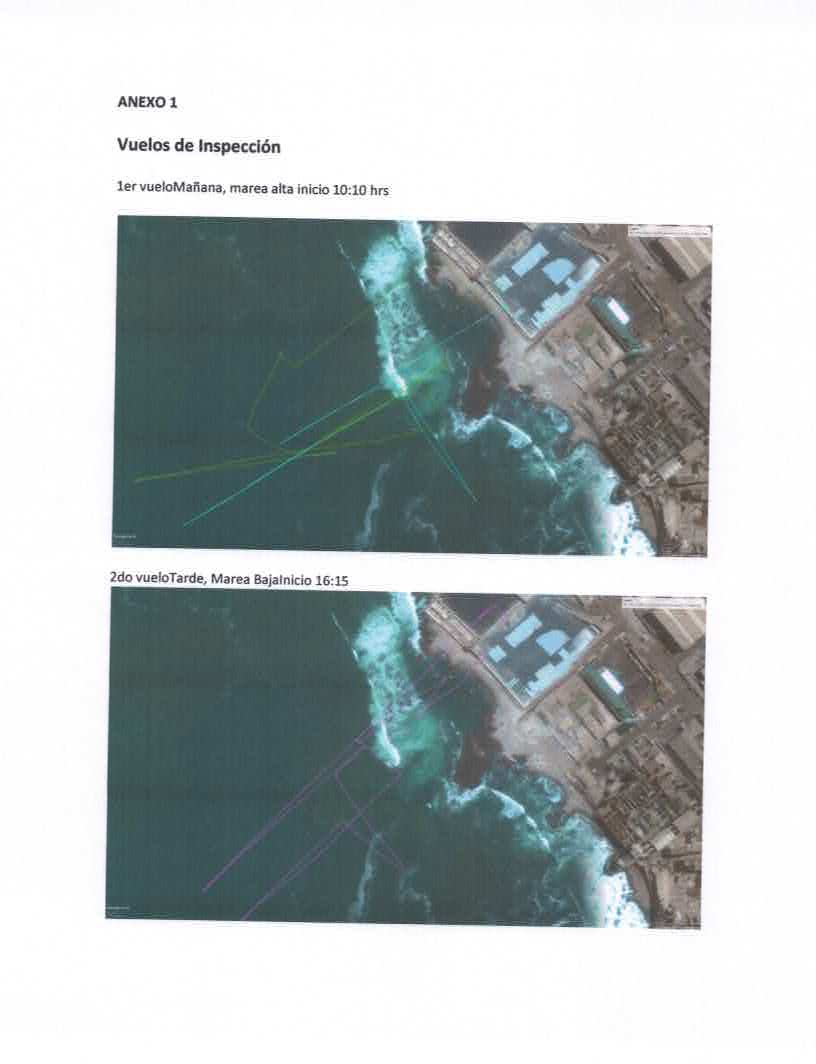 ANEXO 1
Vuelos de Inspección
1er vueloMañana, marea alta inicio 10:10 hrs
2do vueloTarde, Marea BajaInicio 16:15